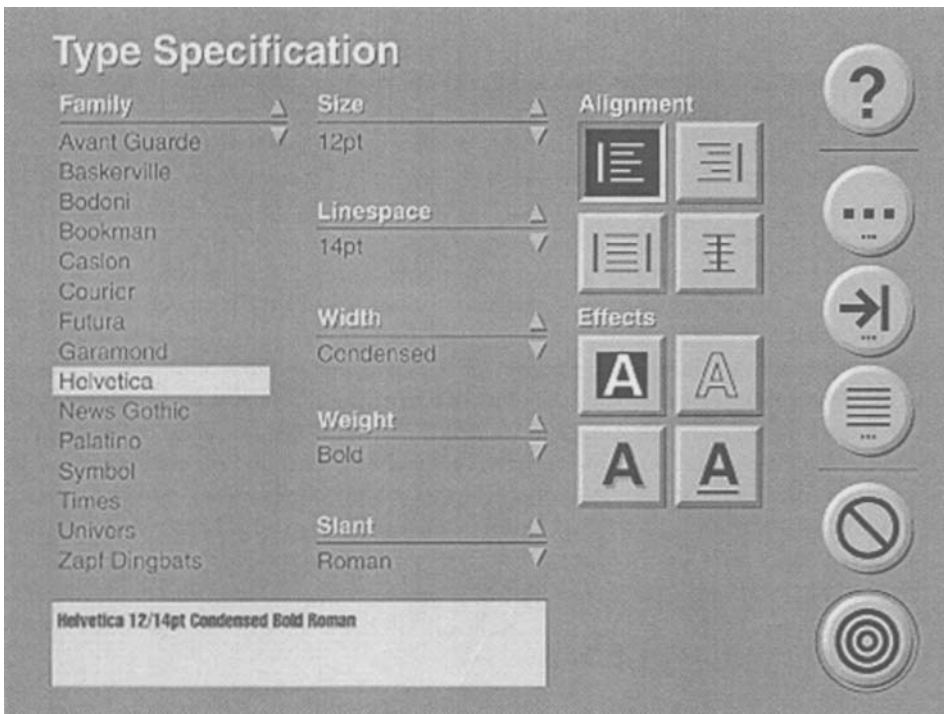 Type Specification
Family
Avant Guarde
Baskerville
Bodoni
Bookman
Caslon
Courier
Futura
Garamond
Helvetica
News Gothic
Palatino
Symbol
Times
Univers
Zapf Dingbats
Size
12pt
Linespace
14pt
Width
Condensed
Weight
Bold
Slant
Roman
Alignment
Effects
A
A
A
A
?
Helvetica 12/14pt Condensed Bold Roman